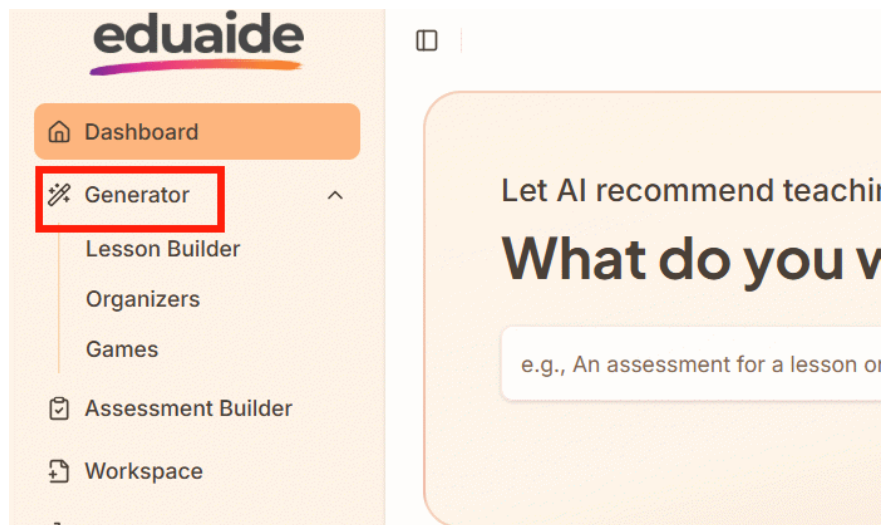 eduaide
Dashboard
Generator
Lesson Builder
Organizers
Games
Assessment Builder
Workspace
Let AI recommend teachin
What do you w
e.g., An assessment for a lesson or